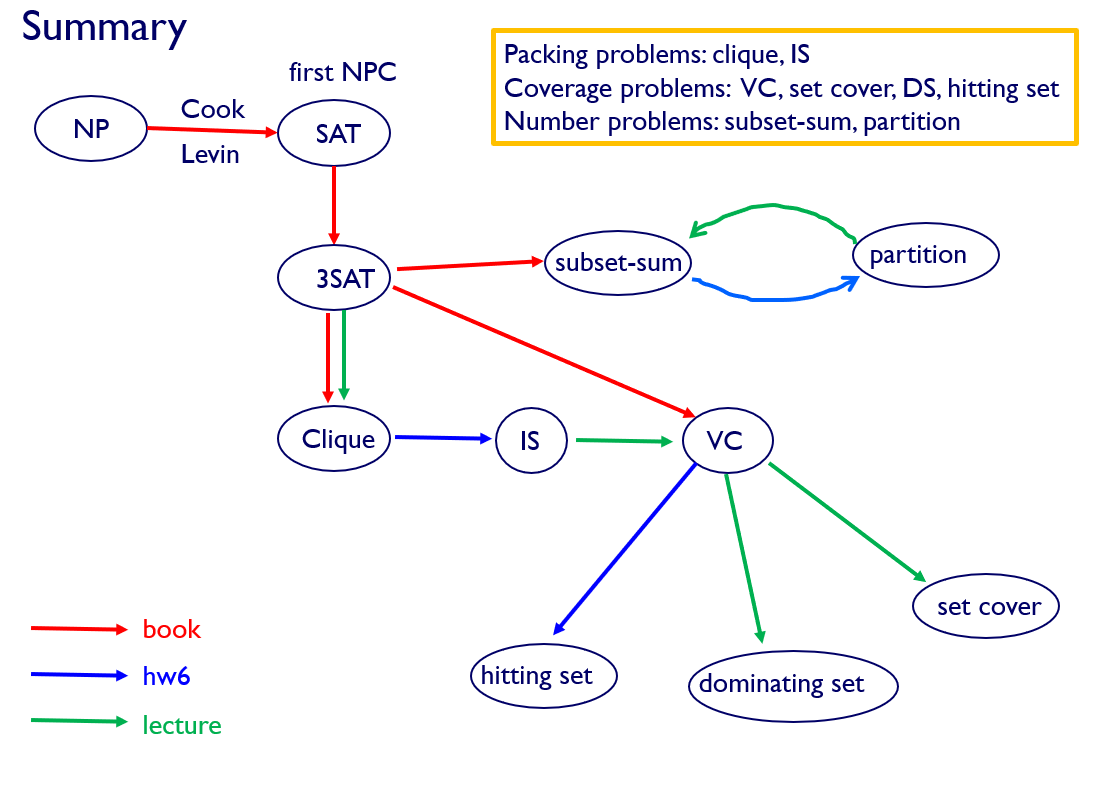 Summary
first NPC
Packing problems: clique, IS
Coverage problems: VC, set cover, DS, hitting set
Number problems: subset-sum, partition
NP
Cook
Levin
SAT
3SAT
subset-sum
partition
Clique
IS
VC
set cover
hitting set
dominating set
book
hw6
lecture